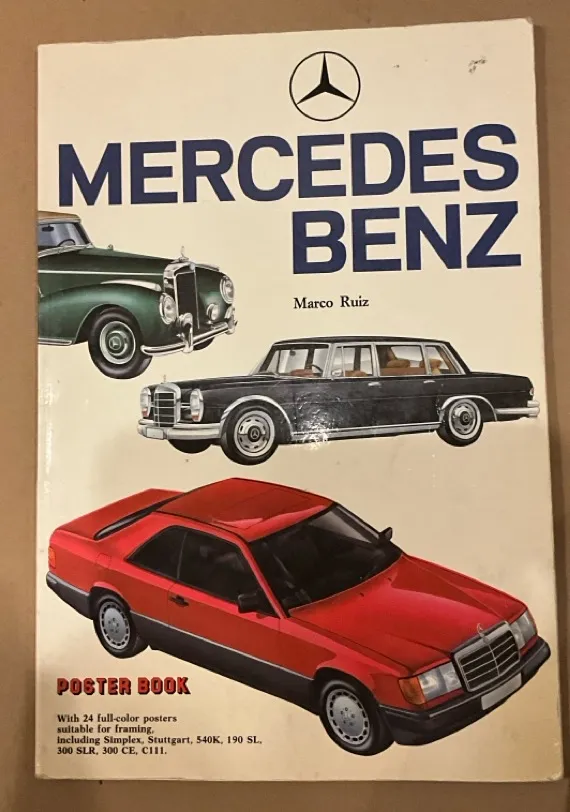 MERCEDES
BENZ
Marco Ruiz
POSTER BOOK
With 24 full-color posters
suitable for framing,
including Simplex, Stuttgart, 540K, 190 SL,
300 SLR, 300 CE, C111.